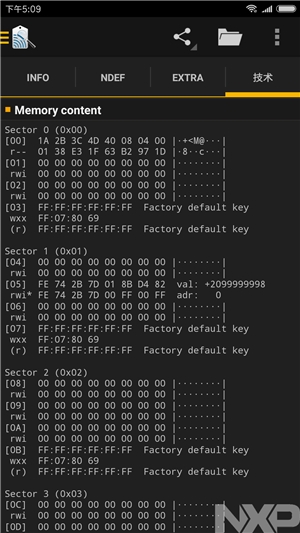 下午5:09
INFO
NDEF
EXTRA
技术
Memory content
Sector 0 (0x00)
[00] 1A 2B 3C 4D 40 08 04 00 |·+<M@···|
r-- 01 38 E3 1F 63 B2 97 1D |·8··c···|
[01] 00 00 00 00 00 00 00 00 |········|
rwi 00 00 00 00 00 00 00 00 |········|
[02] 00 00 00 00 00 00 00 00 |········|
rwi 00 00 00 00 00 00 00 00 |········|
[03] FF:FF:FF:FF:FF:FF Factory default key
wxx FF:07:80 69
(r) FF:FF:FF:FF:FF:FF Factory default key
Sector 1 (0x01)
[04] 00 00 00 00 00 00 00 00 |········|
rwi 00 00 00 00 00 00 00 00 |········|
[05] FE 74 2B 7D 01 8B D4 82 val: +2099999998
rwi* FE 74 2B 7D 00 FF 00 FF adr: 0
[06] 00 00 00 00 00 00 00 00 |········|
rwi 00 00 00 00 00 00 00 00 |········|
[07] FF:FF:FF:FF:FF:FF Factory default key
wxx FF:07:80 69
(r) FF:FF:FF:FF:FF:FF Factory default key
Sector 2 (0x02)
[08] 00 00 00 00 00 00 00 00 |········|
rwi 00 00 00 00 00 00 00 00 |········|
[09] 00 00 00 00 00 00 00 00 |········|
rwi 00 00 00 00 00 00 00 00 |········|
[0A] 00 00 00 00 00 00 00 00 |········|
rwi 00 00 00 00 00 00 00 00 |········|
[0B] FF:FF:FF:FF:FF:FF Factory default key
wxx FF:07:80 69
(r) FF:FF:FF:FF:FF:FF Factory default key
Sector 3 (0x03)
[0C] 00 00 00 00 00 00 00 00 |········|
rwi 00 00 00 00 00 00 00 00 |········|
[0D] 00 00 00 00 00 00 00 00 |········|
NXP